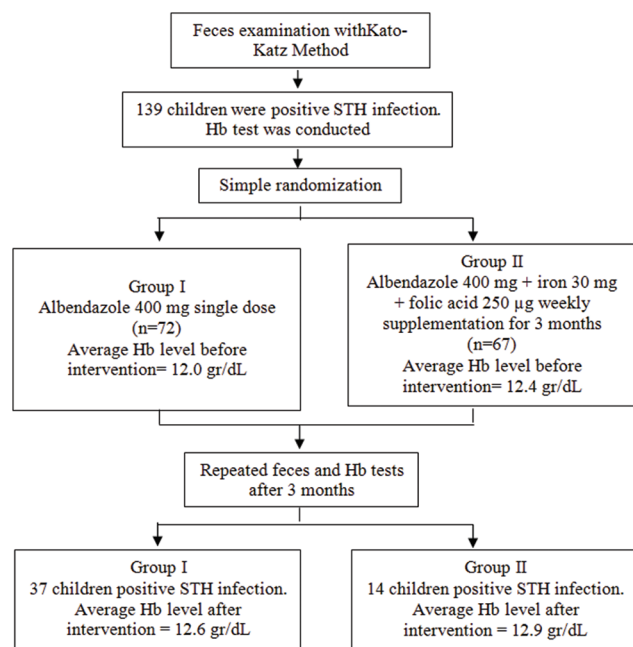 Feces examination withKato-
Katz Method
139 children were positive STH infection.
Hb test was conducted
Simple randomization
Group I
Albendazole 400 mg single dose
(n=72)
Average Hb level before
intervention= 12.0 gr/dL
Group II
Albendazole 400 mg + iron 30 mg
+ folic acid 250 µg weekly
supplementation for 3 months
(n=67)
Average Hb level before
intervention= 12.4 gr/dL
Repeated feces and Hb tests
after 3 months
Group I
37 children positive STH infection.
Average Hb level after
intervention = 12.6 gr/dL
Group II
14 children positive STH infection.
Average Hb level after
intervention = 12.9 gr/dL